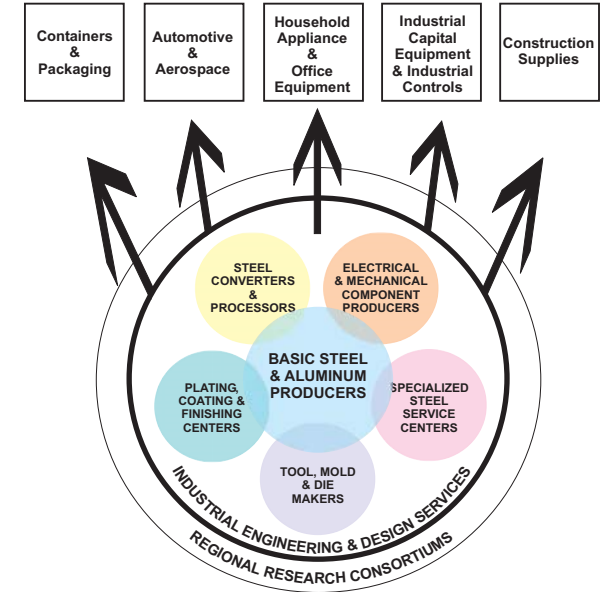 Containers
&
Packaging
Automotive
&
Aerospace
Household
Appliance
&
Office
Equipment
Industrial
Capital
Equipment
& Industrial
Controls
Construction
Supplies
STEEL
CONVERTERS
&
PROCESSORS
ELECTRICAL
& MECHANICAL
COMPONENT
PRODUCERS
BASIC STEEL
& ALUMINUM
PRODUCERS
PLATING,
COATING &
FINISHING
CENTERS
SPECIALIZED
STEEL
SERVICE
CENTERS
TOOL, MOLD
& DIE
MAKERS
INDUSTRIAL ENGINEERING & DESIGN SERVICES
REGIONAL RESEARCH CONSORTIUMS